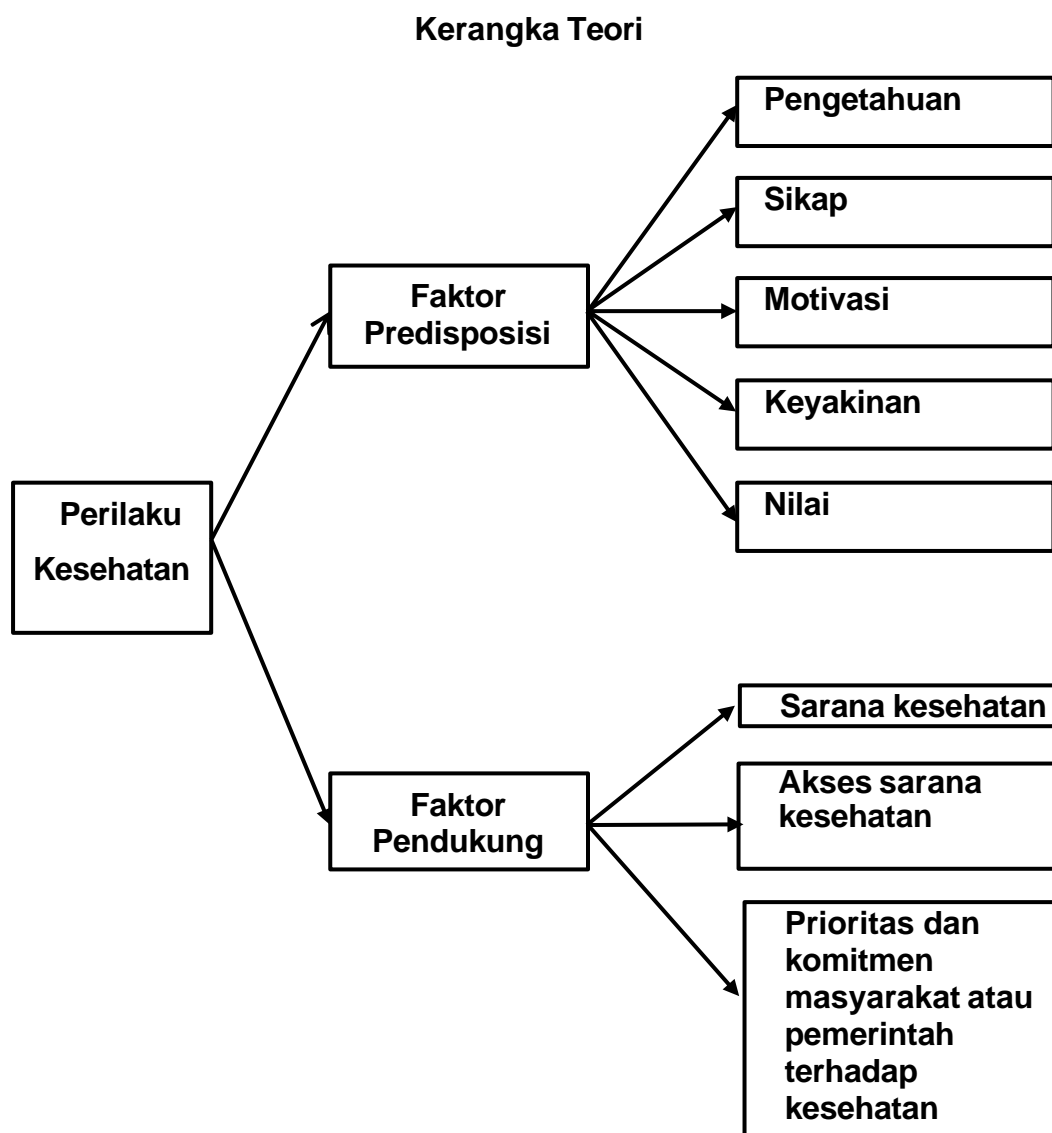 Kerangka Teori
Pengetahuan
Sikap
Faktor
Predisposisi
Motivasi
Keyakinan
Nilai
Perilaku
Kesehatan
Sarana kesehatan
Faktor
Pendukung
Akses sarana
kesehatan
Prioritas dan
komitmen
masyarakat atau
pemerintah
terhadap
kesehatan